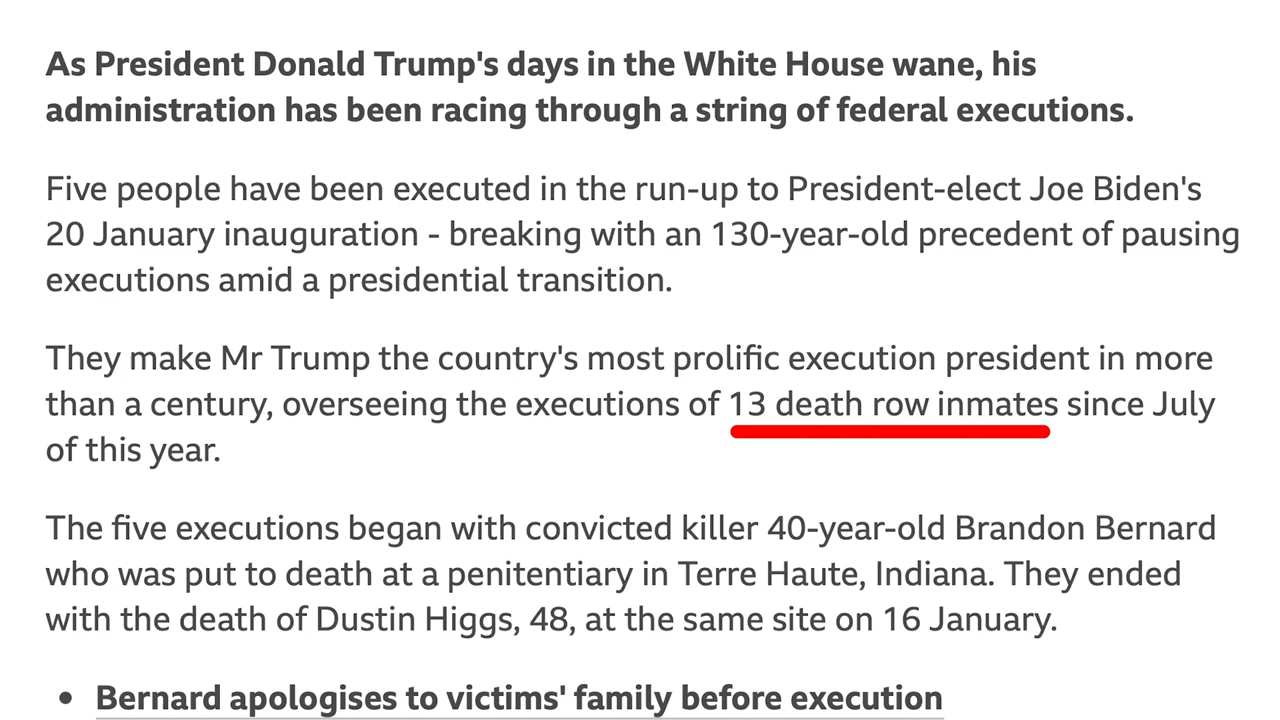 As President Donald Trump's days in the White House wane, his
administration has been racing through a string of federal executions.
Five people have been executed in the run-up to President-elect Joe Biden's
20 January inauguration - breaking with an 130-year-old precedent of pausing
executions amid a presidential transition.
They make Mr Trump the country's most prolific execution president in more
than a century, overseeing the executions of 13 death row inmates since July
of this year.
The five executions began with convicted killer 40-year-old Brandon Bernard
who was put to death at a penitentiary in Terre Haute, Indiana. They ended
with the death of Dustin Higgs, 48, at the same site on 16 January.
• Bernard apologises to victims' family before execution